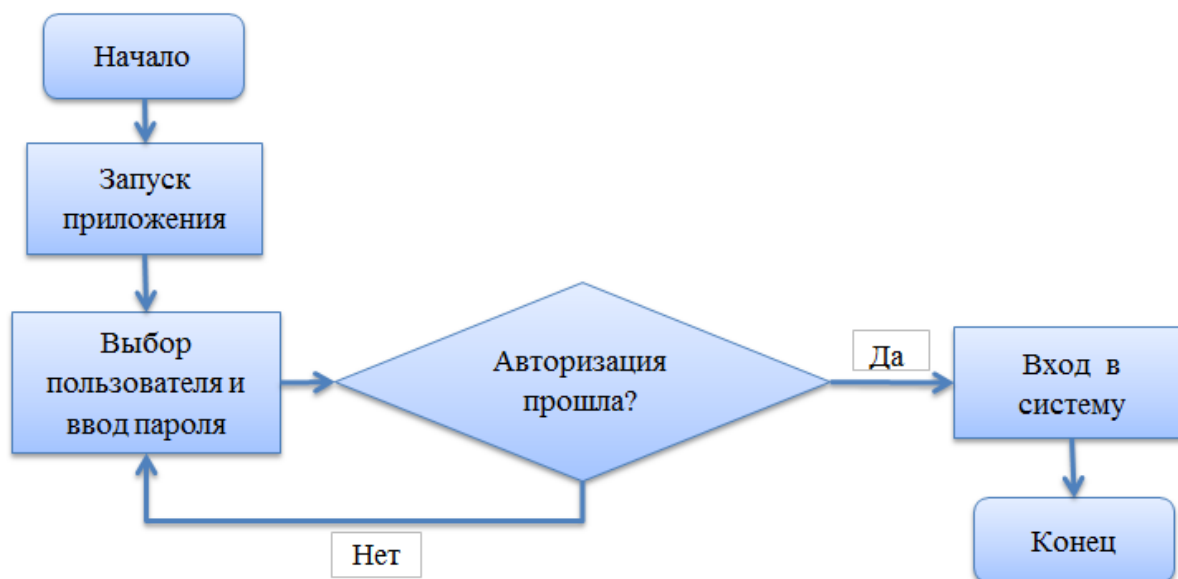 Начало
Запуск
приложения
Выбор
пользователя и
ввод пароля
Авторизация
прошла?
Да
Вход в
систему
Нет
Конец